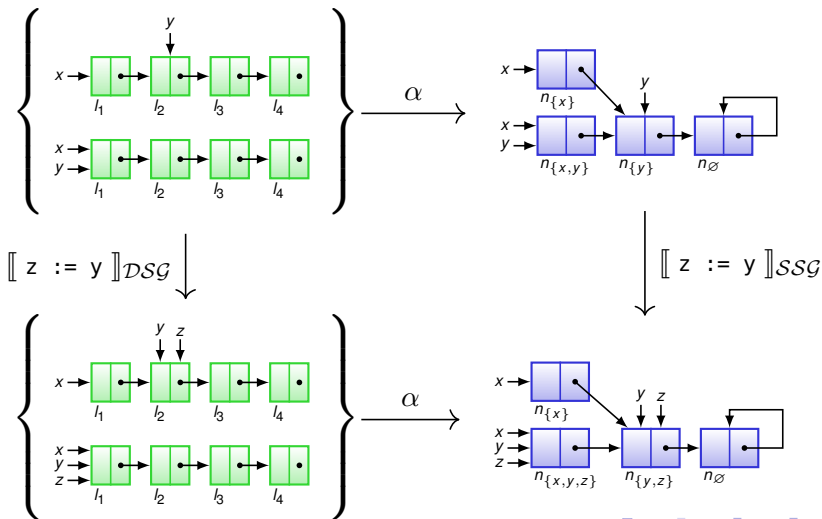 y
x
l1 l2 l3 l4
x
y
l1 l2 l3 l4
α
x
n{x}
y
x
y
n{x,y} n{y} n∅
⟦ z := y ⟧DSG
⟦ z := y ⟧SSG
y z
x
l1 l2 l3 l4
x
y
z
l1 l2 l3 l4
α
x
n{x}
y z
x
y
z
n{x,y,z} n{y,z} n∅